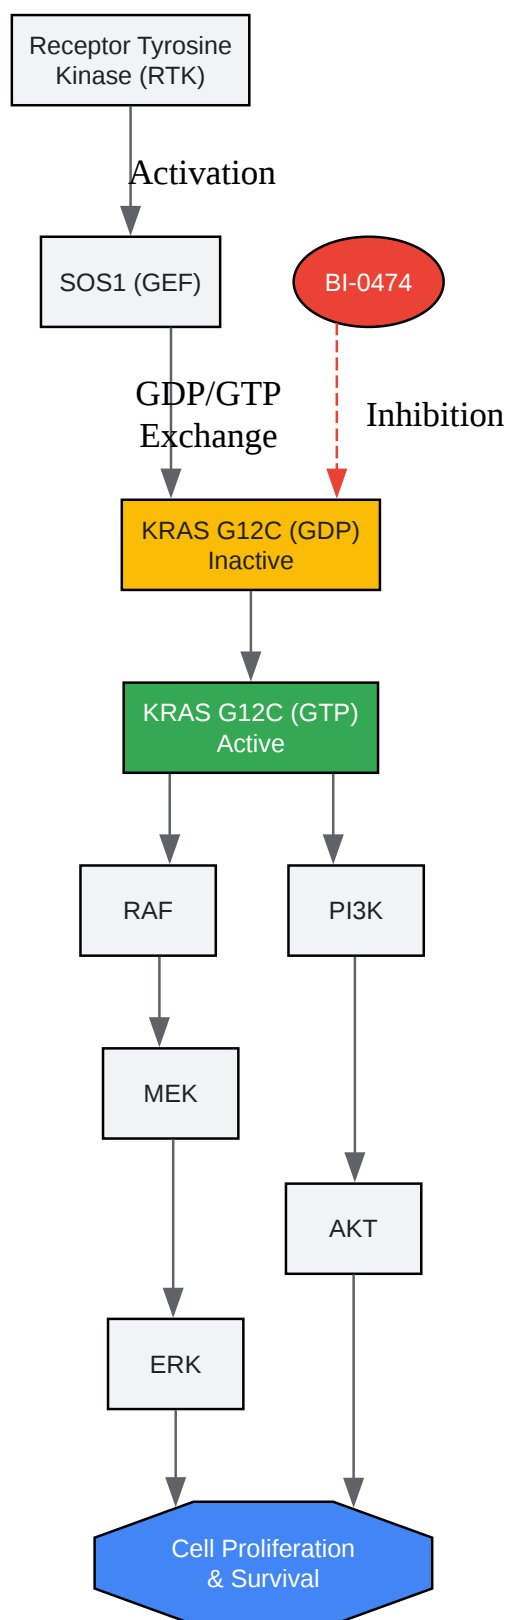 Receptor Tyrosine
Kinase (RTK)
Activation
SOS1 (GEF)
BI-0474
GDP/GTP
Exchange
Inhibition
KRAS G12C (GDP)
Inactive
KRAS G12C (GTP)
Active
RAF
PI3K
MEK
AKT
ERK
Cell Proliferation
& Survival